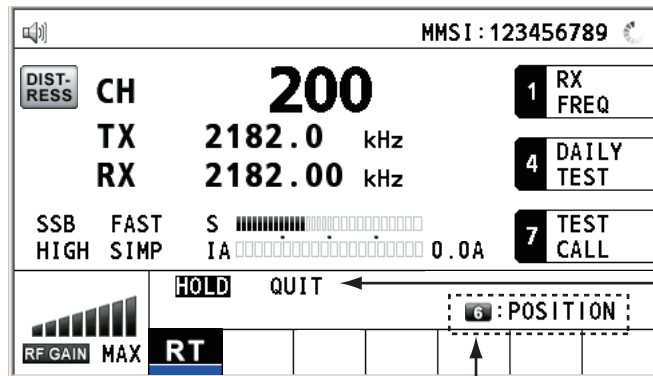 MMSI:123456789
DIST-
RESS
CH 200
1 RX
FREQ
TX 2182.0 kHz
RX 2182.00 kHz
4 DAILY
TEST
SSB FAST S
HIGH SIMP IA 0.0A
7 TEST
CALL
HOLD QUIT
6 :POSITION
RF GAIN MAX
RT